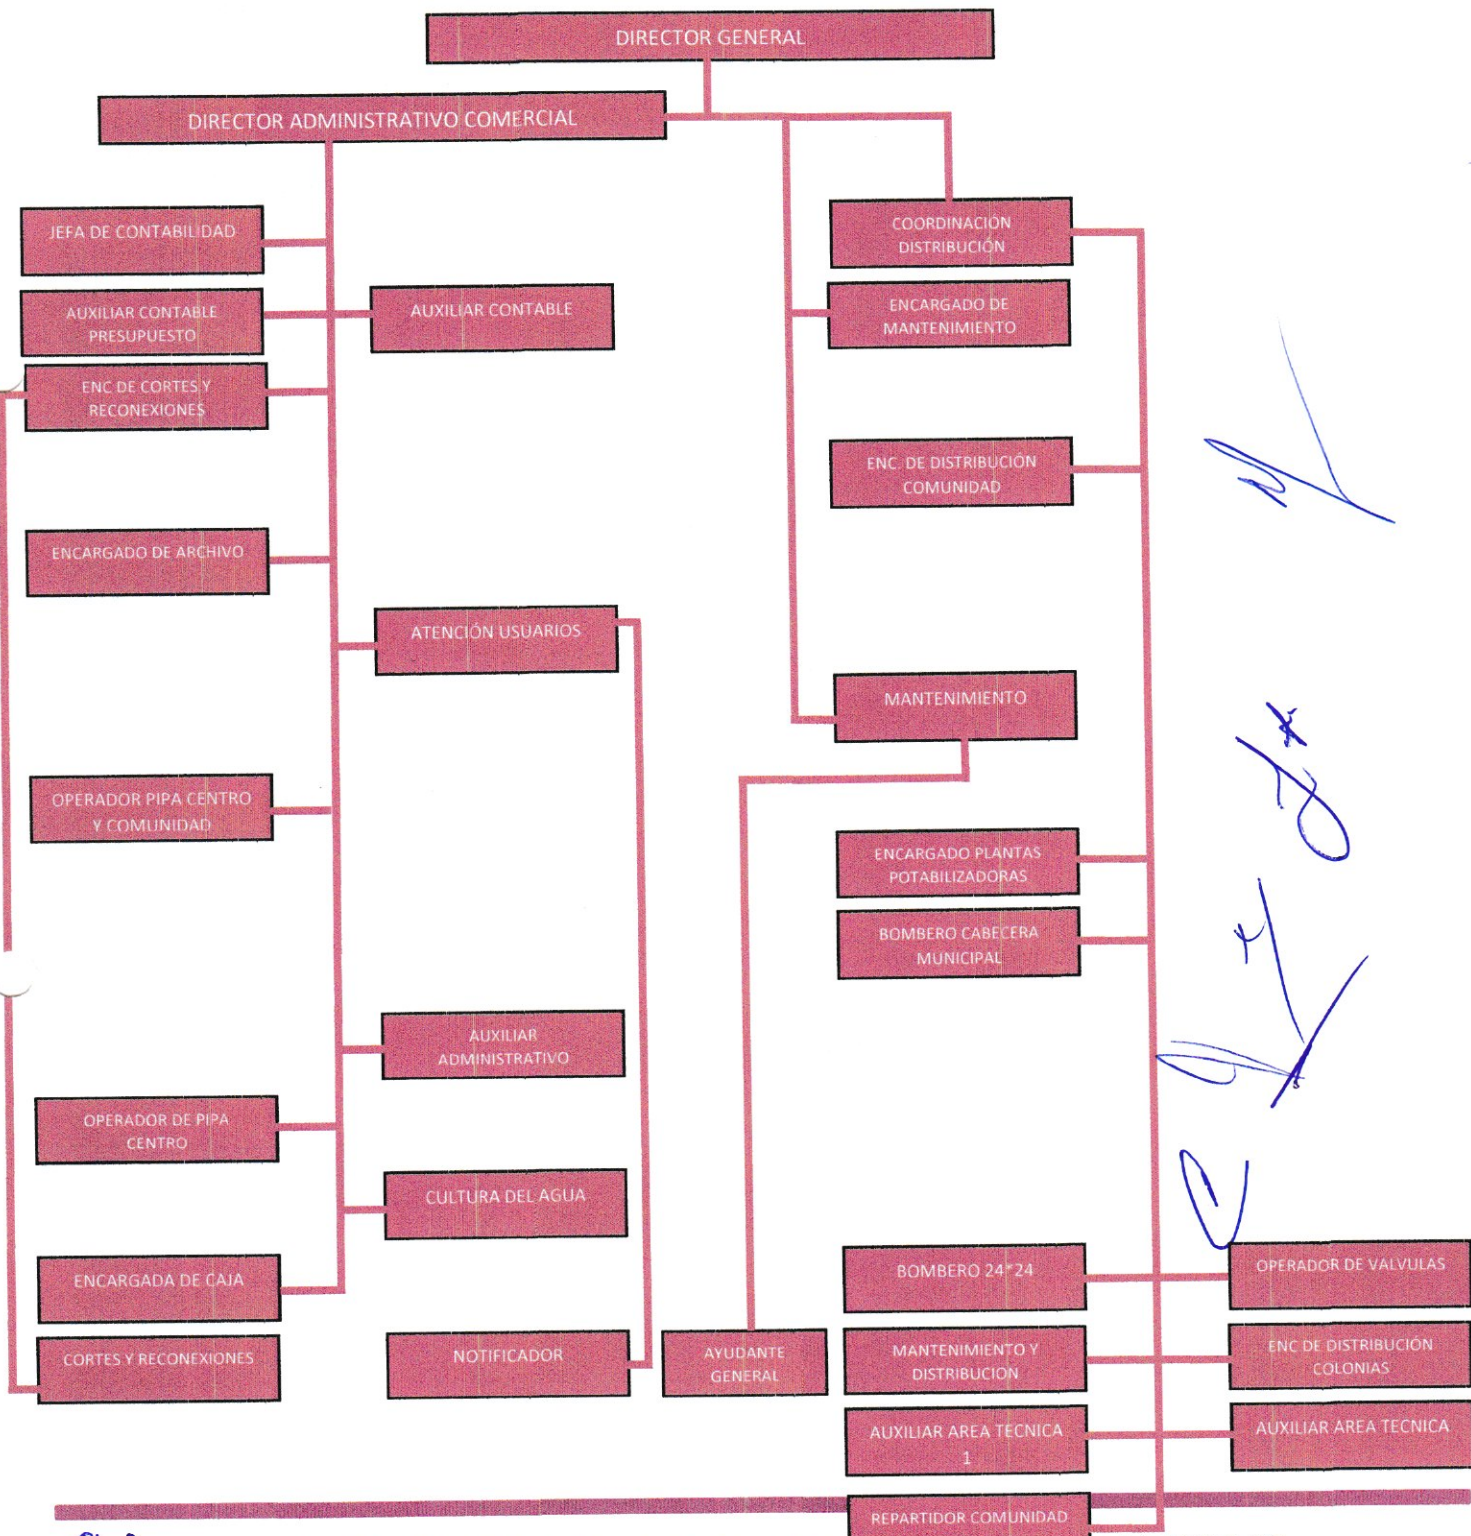 DIRECTOR GENERAL
DIRECTOR ADMINISTRATIVO COMERCIAL
JEFA DE CONTABILIDAD
AUXILIAR CONTABLE
PRESUPUESTO
AUXILIAR CONTABLE
ENC DE CORTES Y
RECONEXIONES
ENCARGADO DE ARCHIVO
ATENCIÓN USUARIOS
OPERADOR PIPA CENTRO
Y COMUNIDAD
AUXILIAR
ADMINISTRATIVO
OPERADOR DE PIPA
CENTRO
CULTURA DEL AGUA
ENCARGADA DE CAJA
CORTES Y RECONEXIONES
NOTIFICADOR
COORDINACION
DISTRIBUCIÓN
ENCARGADO DE
MANTENIMIENTO
ENC. DE DISTRIBUCIÓN
COMUNIDAD
MANTENIMIENTO
ENCARGADO PLANTAS
POTABILIZADORAS
BOMBERO CABECERA
MUNICIPAL
AYUDANTE
GENERAL
BOMBERO 24*24
OPERADOR DE VALVULAS
MANTENIMIENTO Y
DISTRIBUCION
ENC DE DISTRIBUCIÓN
COLONIAS
AUXILIAR AREA TECNICA
1
AUXILIAR AREA TECNICA
REPARTIDOR COMUNIDAD